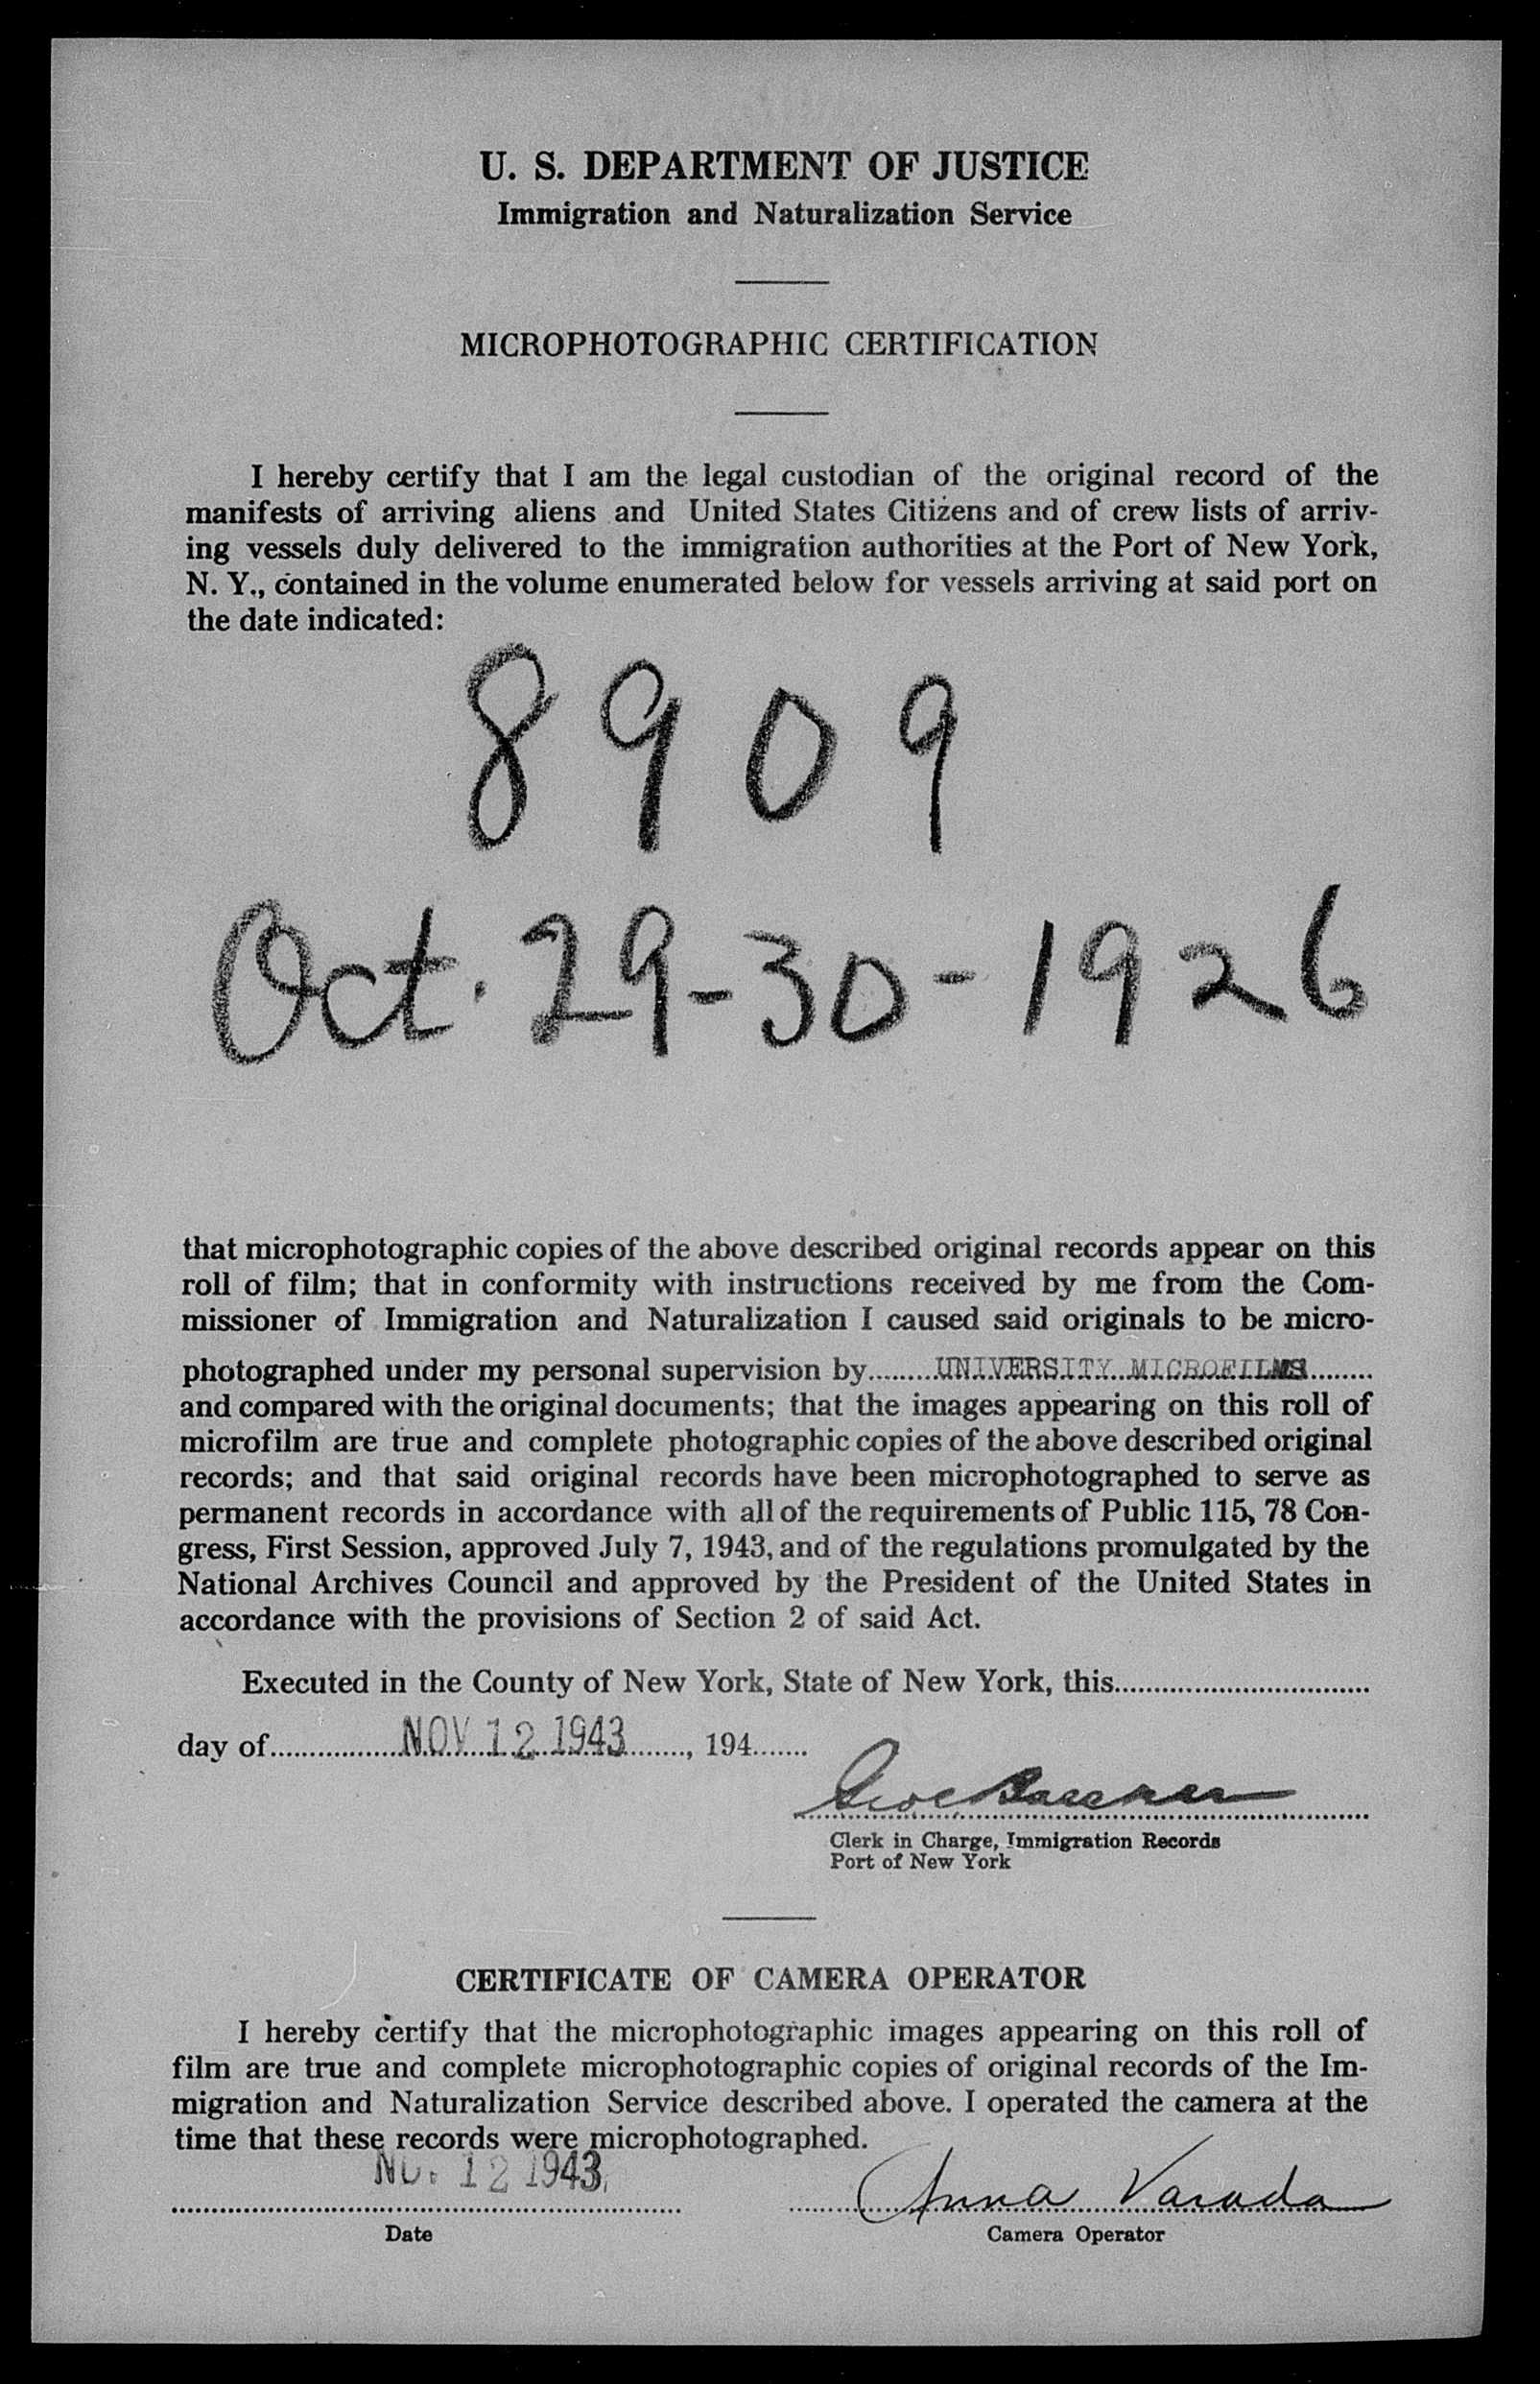 U. S. DEPARTMENT OF JUSTICE
Immigration and Naturalization Service
MICROPHOTOGRAPHIC CERTIFICATION
I hereby certify that I am the legal custodian of the original record of the
manifests of arriving aliens and United States Citizens and of crew lists of arriv-
ing vessels duly delivered to the immigration authorities at the Port of New York,
N. Y., contained in the volume enumerated below for vessels arriving at said port on
the date indicated:
8909
Oct. 29-30-1926
that microphotographic copies of the above described original records appear on this
roll of film; that in conformity with instructions received by me from the Com-
missioner of Immigration and Naturalization I caused said originals to be micro-
photographed under my personal supervision by.........UNIVERSITY MICROFILMS.........
and compared with the original documents; that the images appearing on this roll of
microfilm are true and complete photographic copies of the above described original
records; and that said original records have been microphotographed to serve as
permanent records in accordance with all of the requirements of Public 115, 78 Con-
gress, First Session, approved July 7, 1943, and of the regulations promulgated by the
National Archives Council and approved by the President of the United States in
accordance with the provisions of Section 2 of said Act.
Executed in the County of New York, State of New York, this................................
day of.................NOV 12 1943........, 194.......
Clerk in Charge, Immigration Records
Port of New York
CERTIFICATE OF CAMERA OPERATOR
I hereby certify that the microphotographic images appearing on this roll of
film are true and complete microphotographic copies of original records of the Im-
migration and Naturalization Service described above. I operated the camera at the
time that these records were microphotographed.
12 1943 Anna Varada
Date Camera Operator